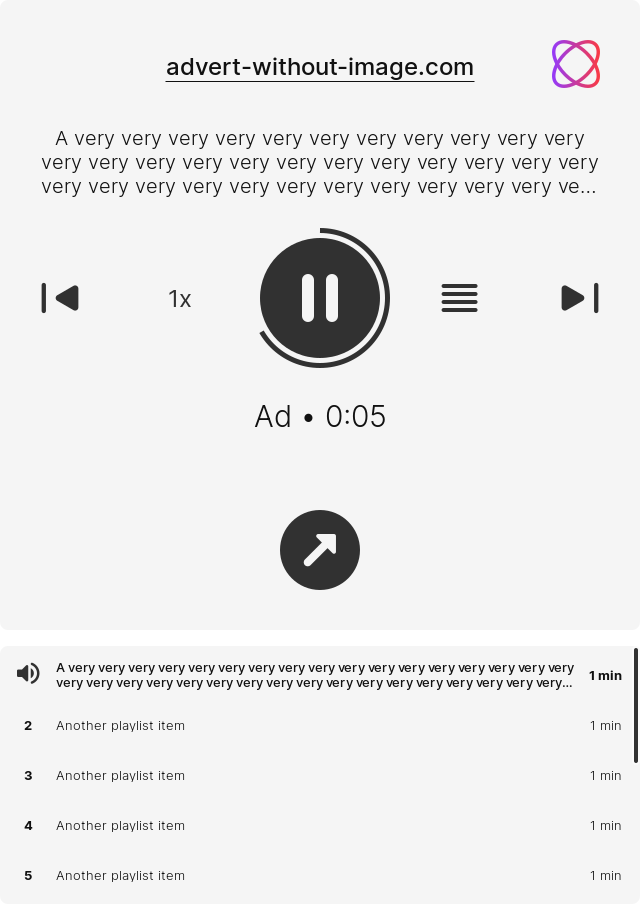 advert-without-image.com
A very very very very very very very very very very very
very very very very very very very very very very very very
very very very very very very very very very very very ve...
1x
Ad • 0:05
A very very very very very very very very very very very very very very very very very
very very very very very very very very very very very very very very very very very...
1 min
2 Another playlist item 1 min
3 Another playlist item 1 min
4 Another playlist item 1 min
5 Another playlist item 1 min